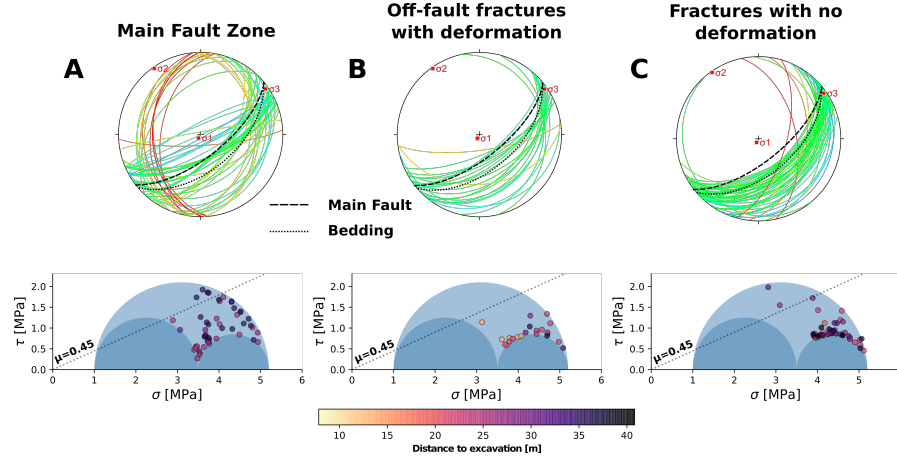 Main Fault Zone
Off-fault fractures
with deformation
Fractures with no
deformation
A
B
C
σ2
σ3
σ1
σ2
σ3
σ1
σ2
σ3
σ1
Main Fault
Bedding
τ [MPa]
2.0
1.5
1.0
0.5
0.0
μ=0.45
0
1
2
3
4
5
6
σ [MPa]
τ [MPa]
2.0
1.5
1.0
0.5
0.0
μ=0.45
0
1
2
3
4
5
6
σ [MPa]
τ [MPa]
2.0
1.5
1.0
0.5
0.0
μ=0.45
0
1
2
3
4
5
σ [MPa]
10
15
20
25
30
35
40
Distance to excavation [m]